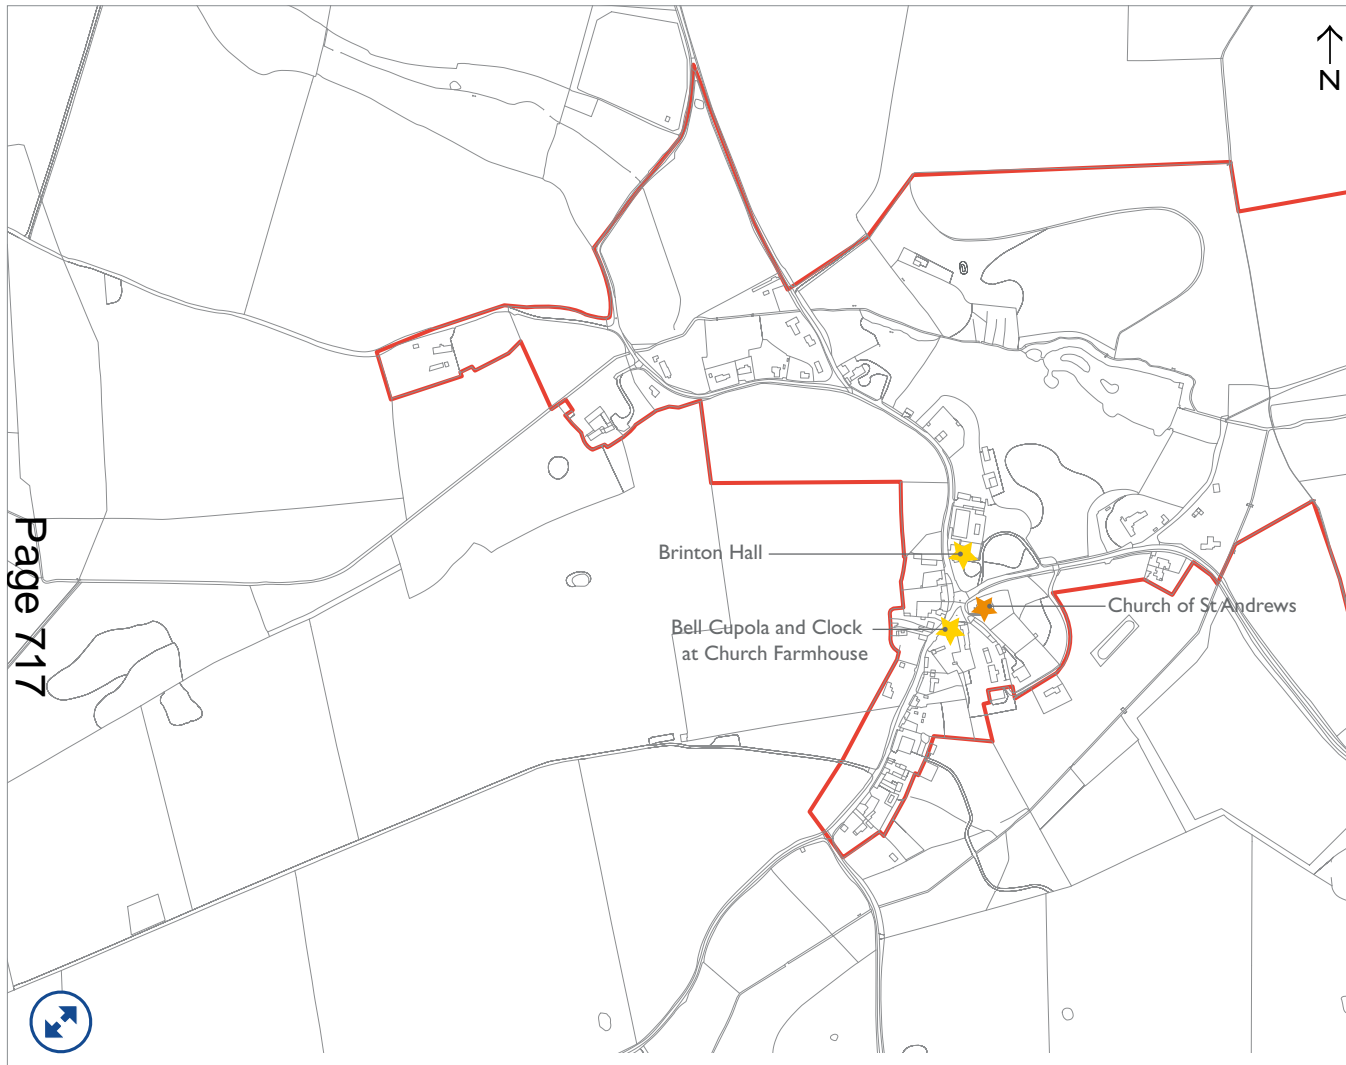 N
Brinton Hall
Church of St Andrews
Bell Cupola and Clock
at Church Farmhouse
Page 717